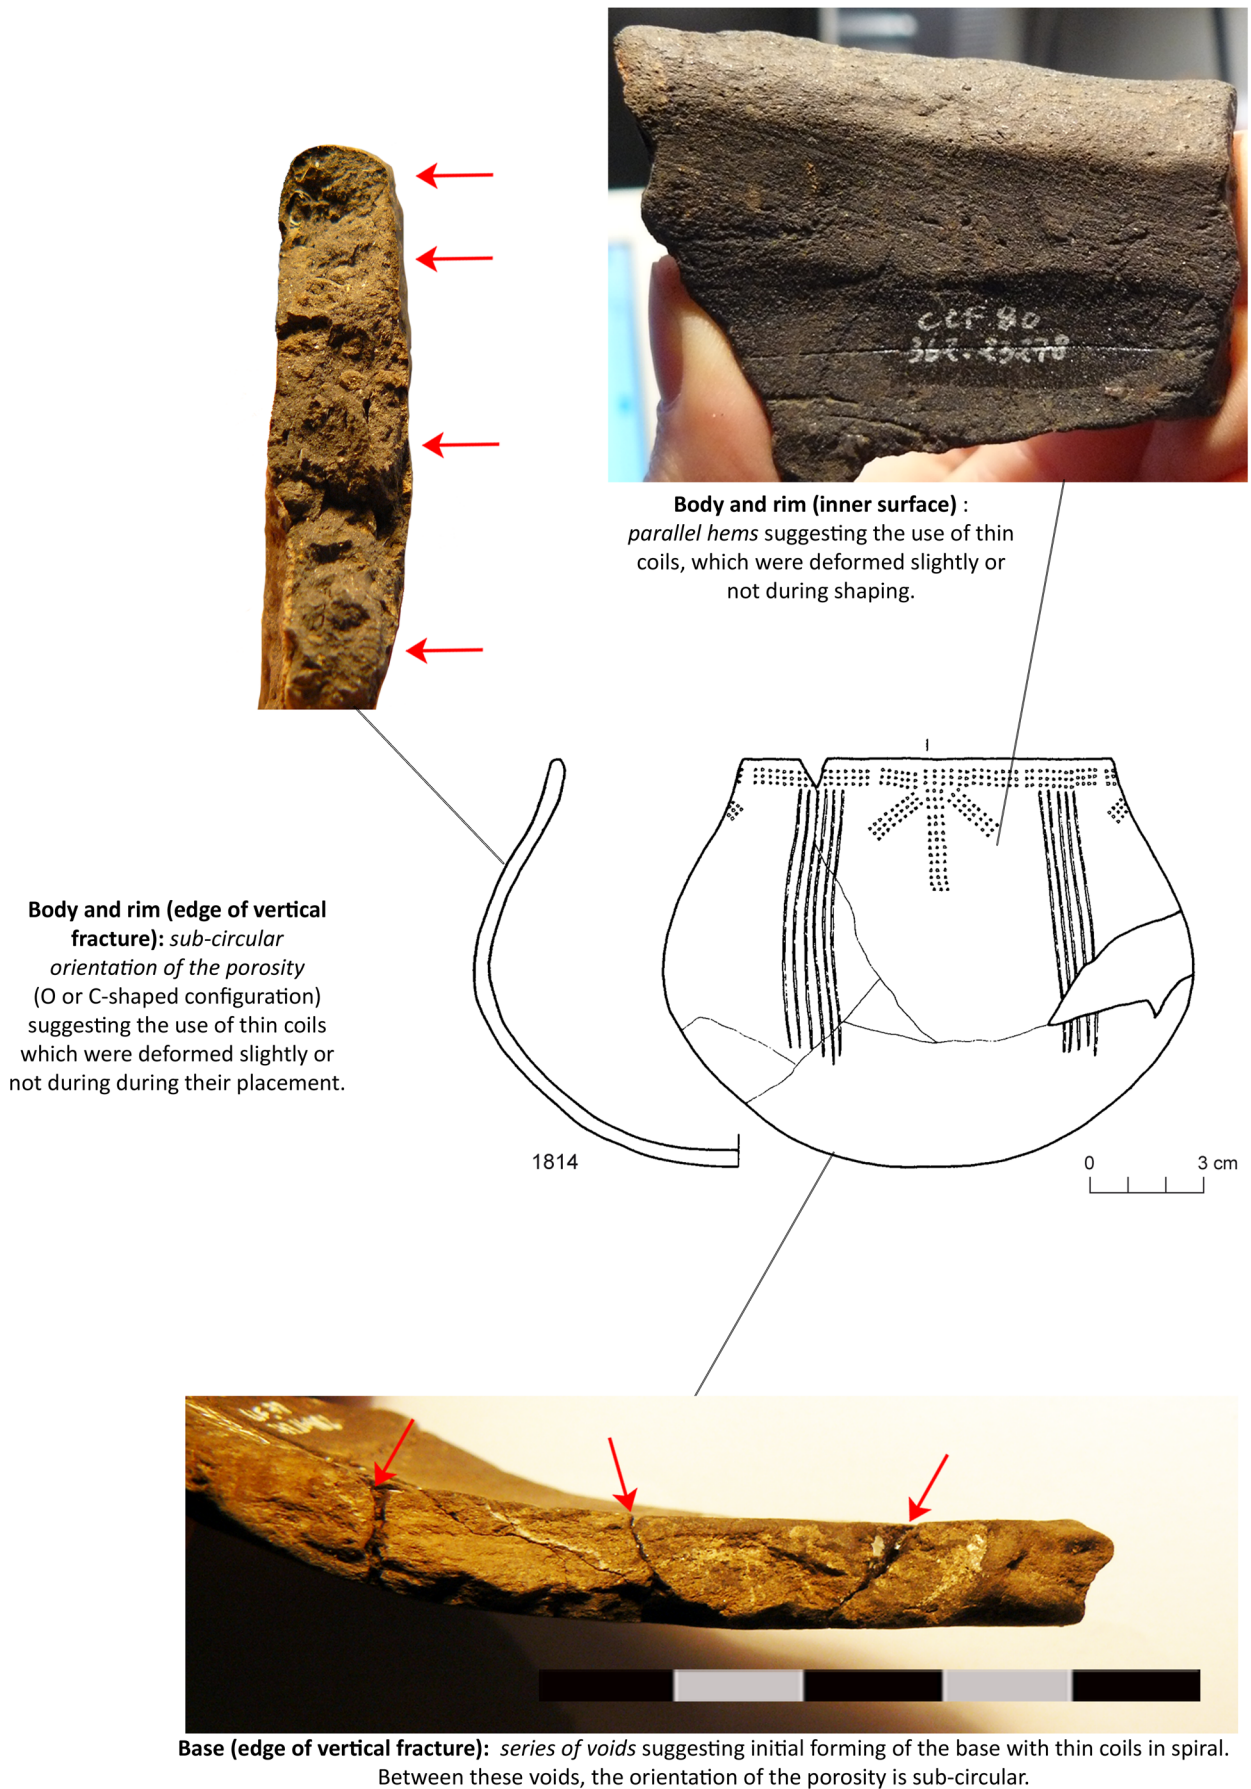 CCF 80
362. 23278
Body and rim (inner surface) :
parallel hems suggesting the use of thin
coils, which were deformed slightly or
not during shaping.
Body and rim (edge of vertical
fracture): sub-circular
orientation of the porosity
(O or C-shaped configuration)
suggesting the use of thin coils
which were deformed slightly or
not during during their placement.
1814
0 3 cm
Base (edge of vertical fracture): series of voids suggesting initial forming of the base with thin coils in spiral.
Between these voids, the orientation of the porosity is sub-circular.